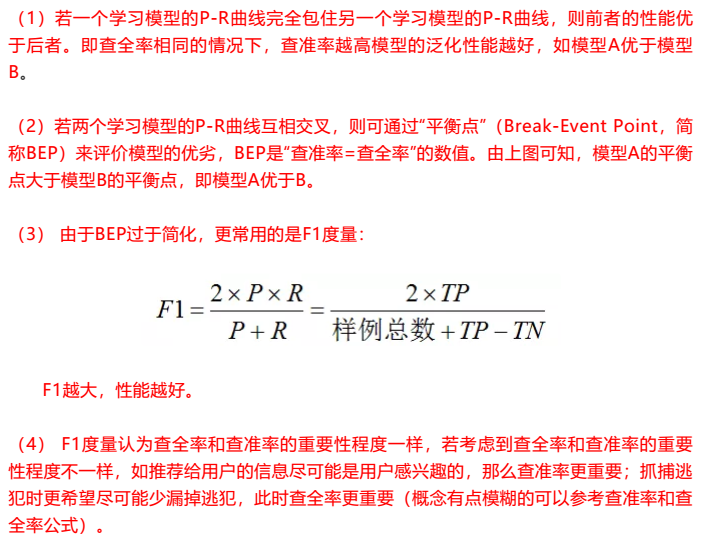 （1）若一个学习模型的P-R曲线完全包住另一个学习模型的P-R曲线，则前者的性能优
于后者。即查全率相同的情况下，查准率越高模型的泛化性能越好，如模型A优于模型
B。
（2）若两个学习模型的P-R曲线互相交叉，则可通过“平衡点”（Break-Event Point，简
称BEP）来评价模型的优劣，BEP是“查准率=查全率”的数值。由上图可知，模型A的平衡
点大于模型B的平衡点，即模型A优于B。
（3） 由于BEP过于简化，更常用的是F1度量：
F1 = 2×P×R / P+R = 2×TP / 样例总数+TP−TN
F1越大，性能越好。
（4） F1度量认为查全率和查准率的重要性程度一样，若考虑到查全率和查准率的重要
性程度不一样，如推荐给用户的信息尽可能是用户感兴趣的，那么查准率更重要；抓捕逃
犯时更希望尽可能少漏掉逃犯，此时查全率更重要（概念有点模糊的可以参考查准率和查
全率公式）。